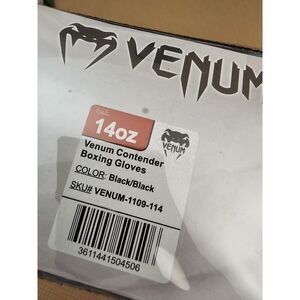 VENUM
SIZE
14oz
VENUM
Venum Contender
Boxing Gloves
COLOR: Black/Black
SKU# VENUM-1109-114
3611441504506